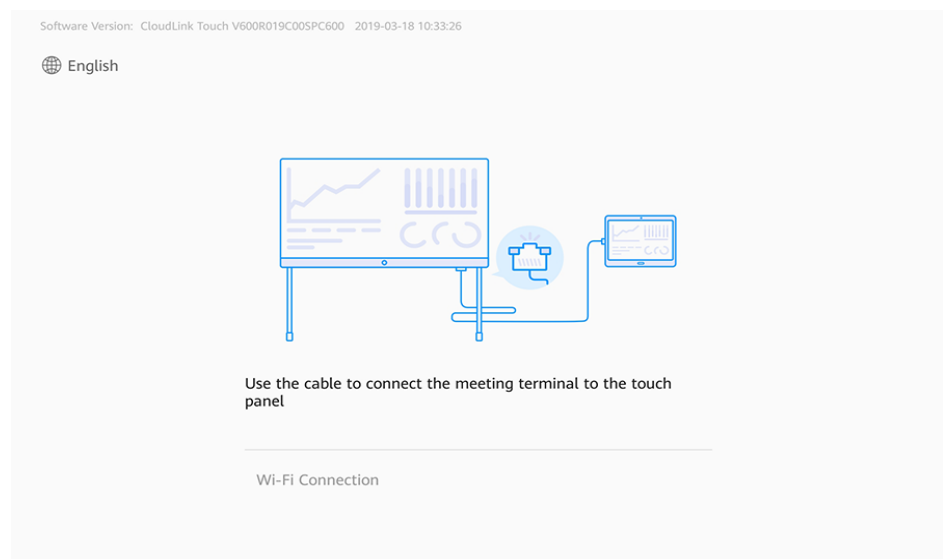 Software Version: CloudLink Touch V600R019C00SPC600 2019-03-18 10:33:26
English
Use the cable to connect the meeting terminal to the touch
panel
Wi-Fi Connection